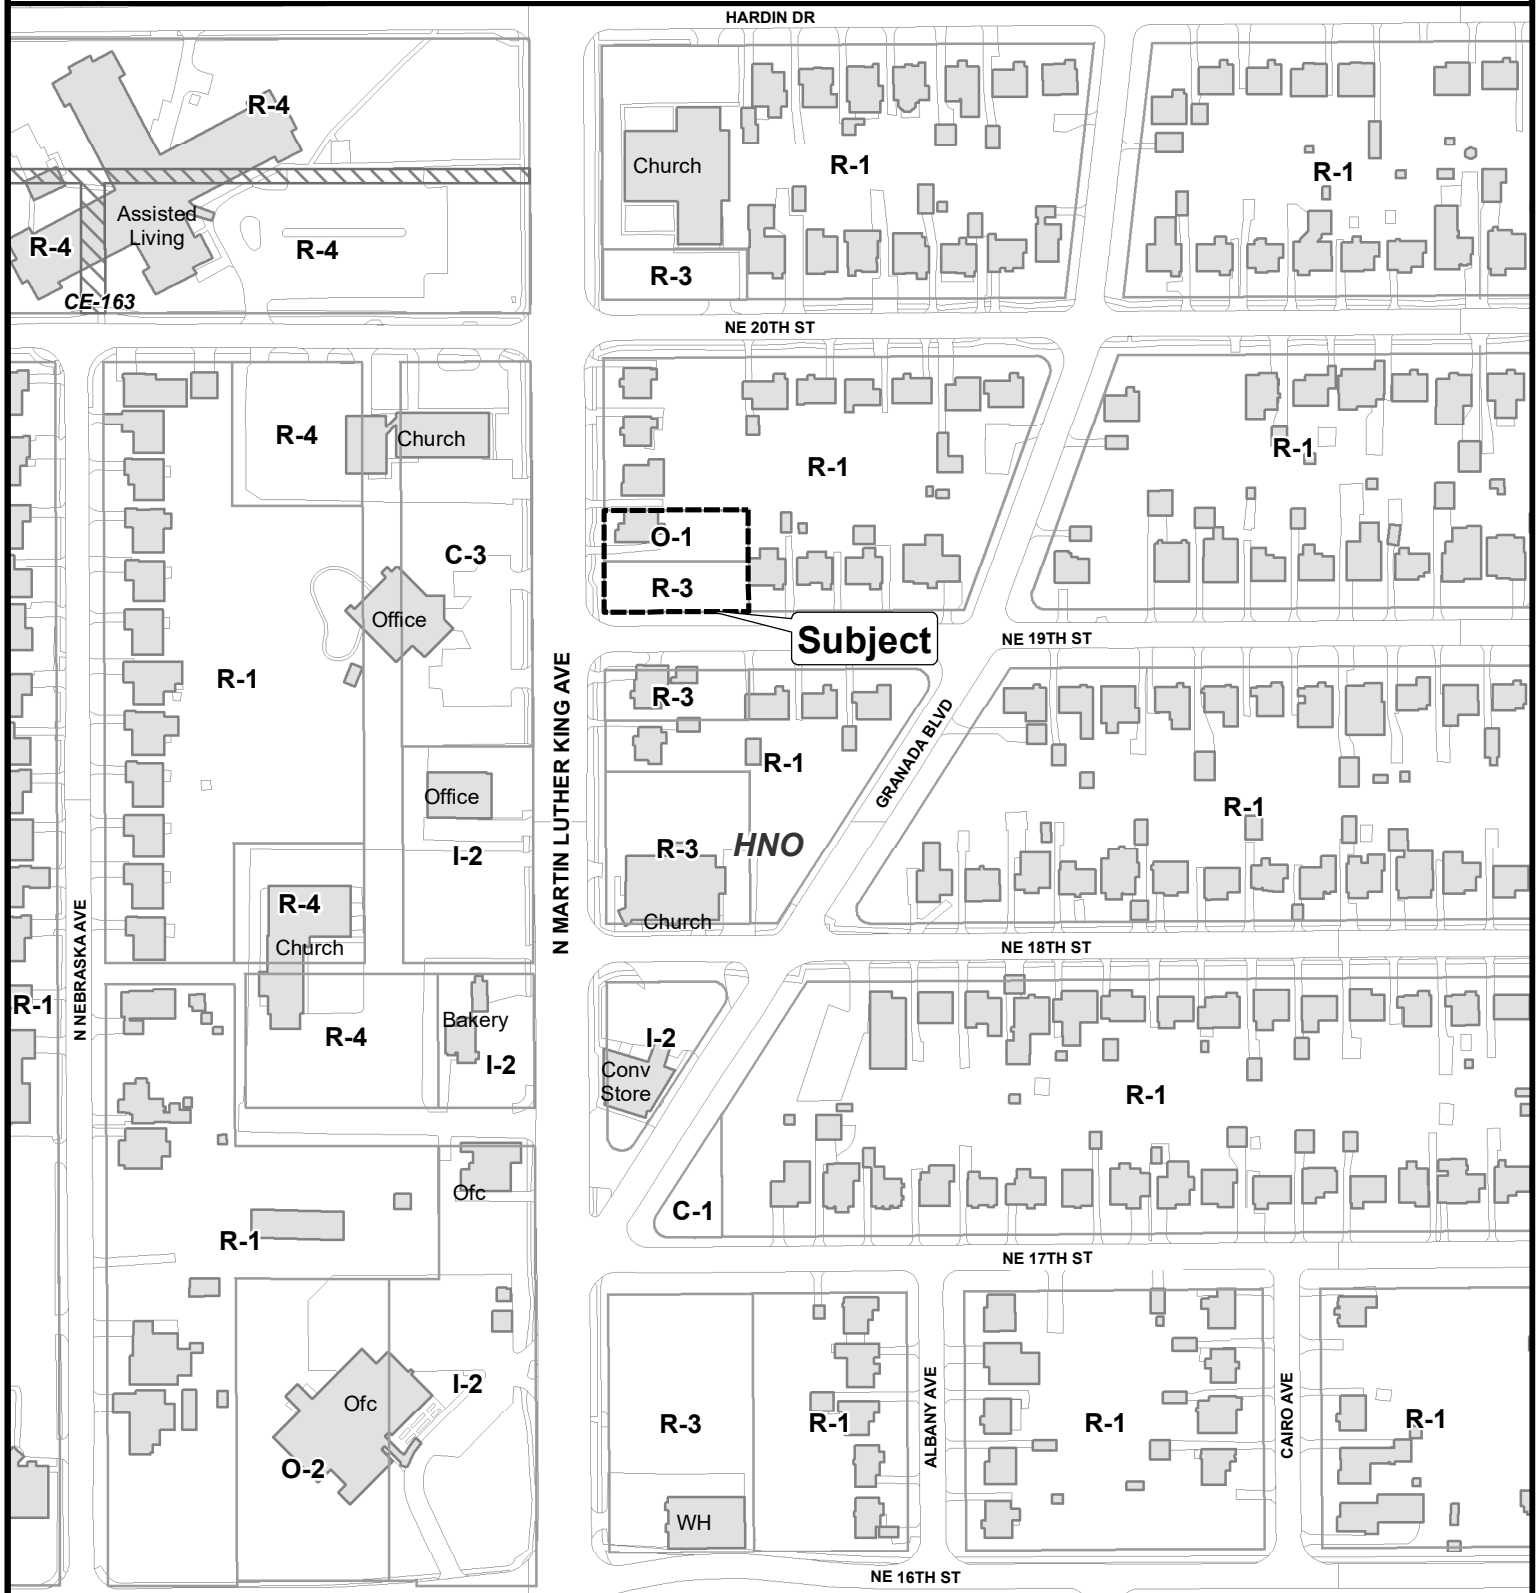 HARDIN DR
R-4
Church
R-1
R-1
Assisted
Living
R-4
R-4
R-3
CE-163
NE 20TH ST
R-4
Church
R-1
R-1
O-1
C-3
R-3
Office
Subject
NE 19TH ST
R-1
R-3
N MARTIN LUTHER KING AVE
GRANADA BLVD
R-1
Office
R-1
I-2
R-3
HNO
R-4
Church
Church
NE 18TH ST
N NEBRASKA AVE
R-1
Bakery
R-4
I-2
I-2
Conv
Store
R-1
Ofc
C-1
R-1
NE 17TH ST
I-2
Ofc
R-3
R-1
ALBANY AVE
R-1
CAIRO AVE
R-1
O-2
WH
NE 16TH ST